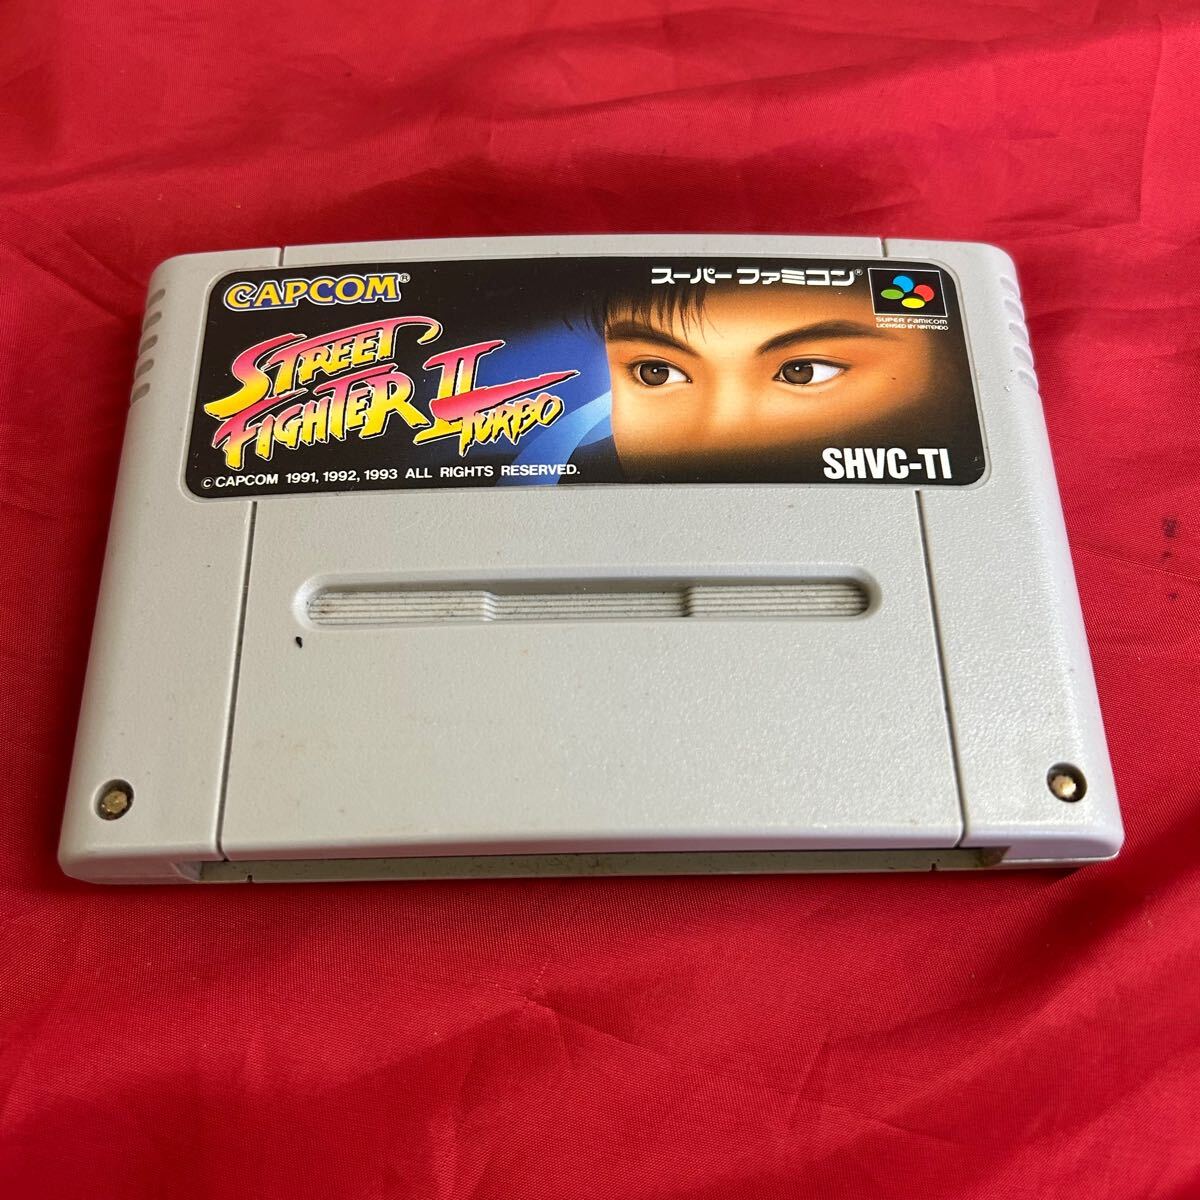 CAPCOM®
スーパーファミコン®
SUPER FAMICOM
LICENSED BY NINTENDO
STREET
FIGHTER II
TURBO
©CAPCOM 1991, 1992, 1993 ALL RIGHTS RESERVED.
SHVC-TI